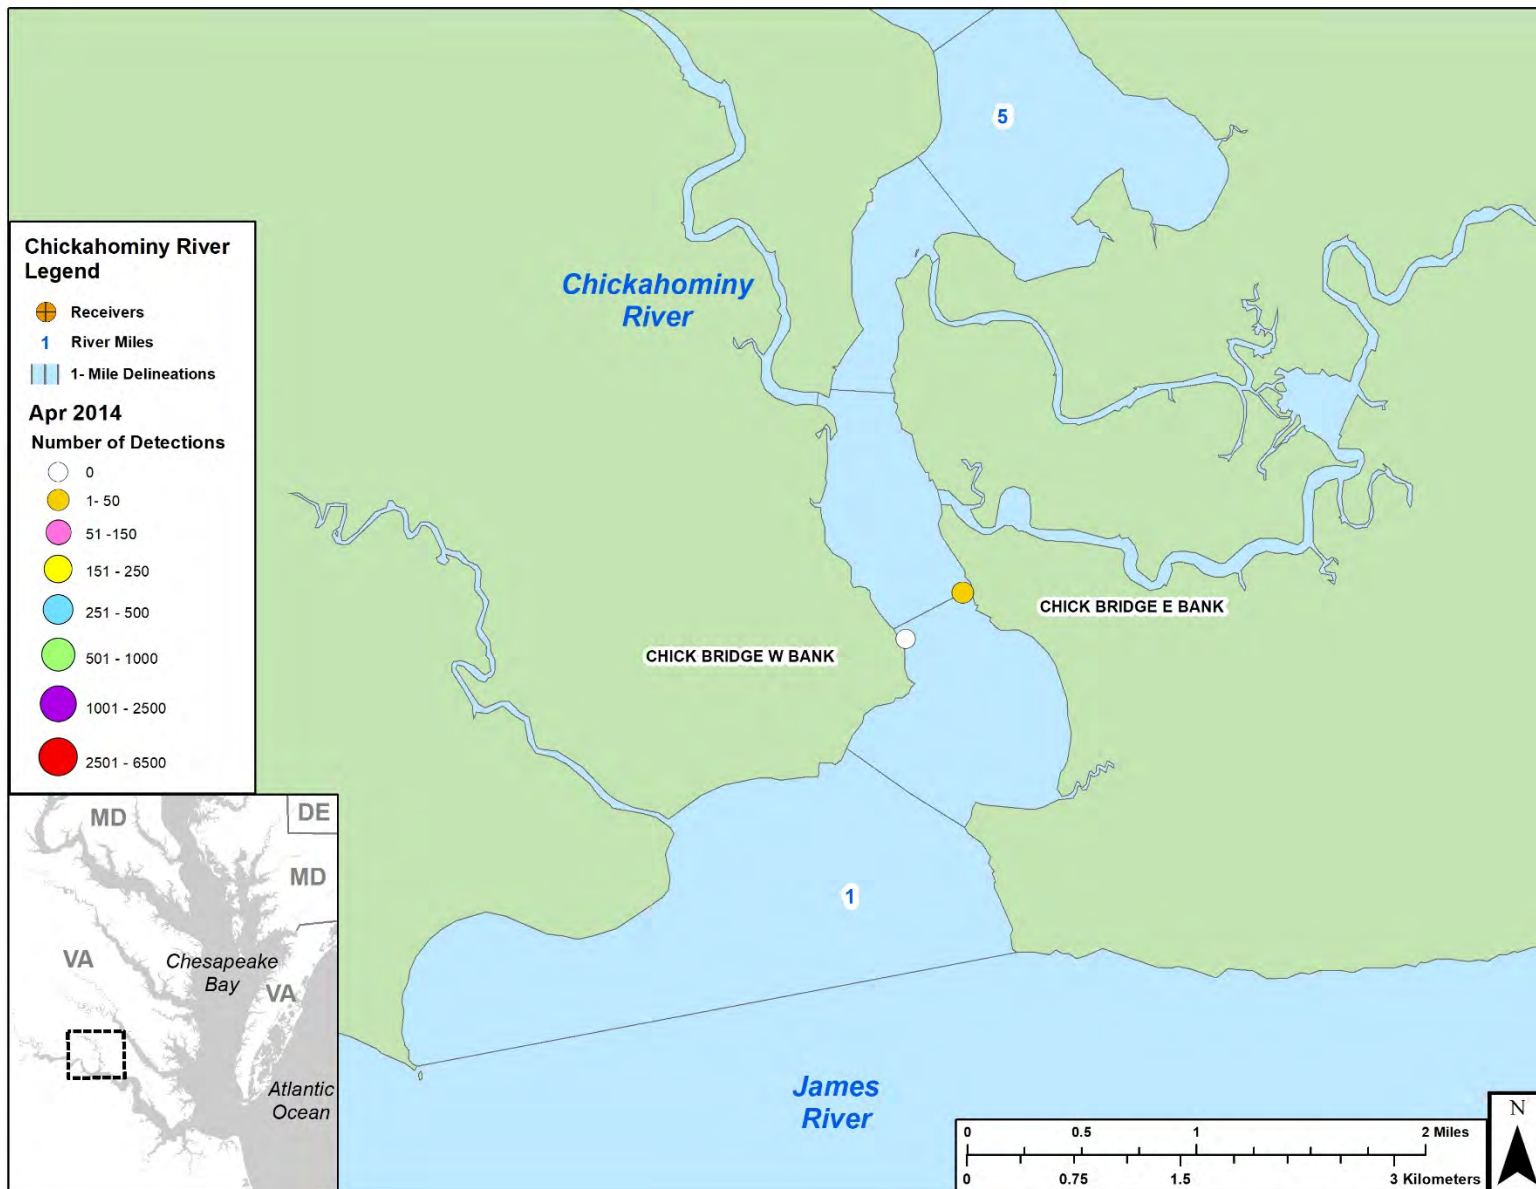 5
Chickahominy
River
Chickahominy River
Legend
Receivers
1 River Miles
1- Mile Delineations
Apr 2014
Number of Detections
0
1- 50
51 -150
151 - 250
251 - 500
501 - 1000
1001 - 2500
2501 - 6500
CHICK BRIDGE E BANK
CHICK BRIDGE W BANK
1
MD
DE
MD
VA
Chesapeake
Bay
VA
Atlantic
Ocean
James
River
0 0.5 1 2 Miles
0 0.75 1.5 3 Kilometers
N